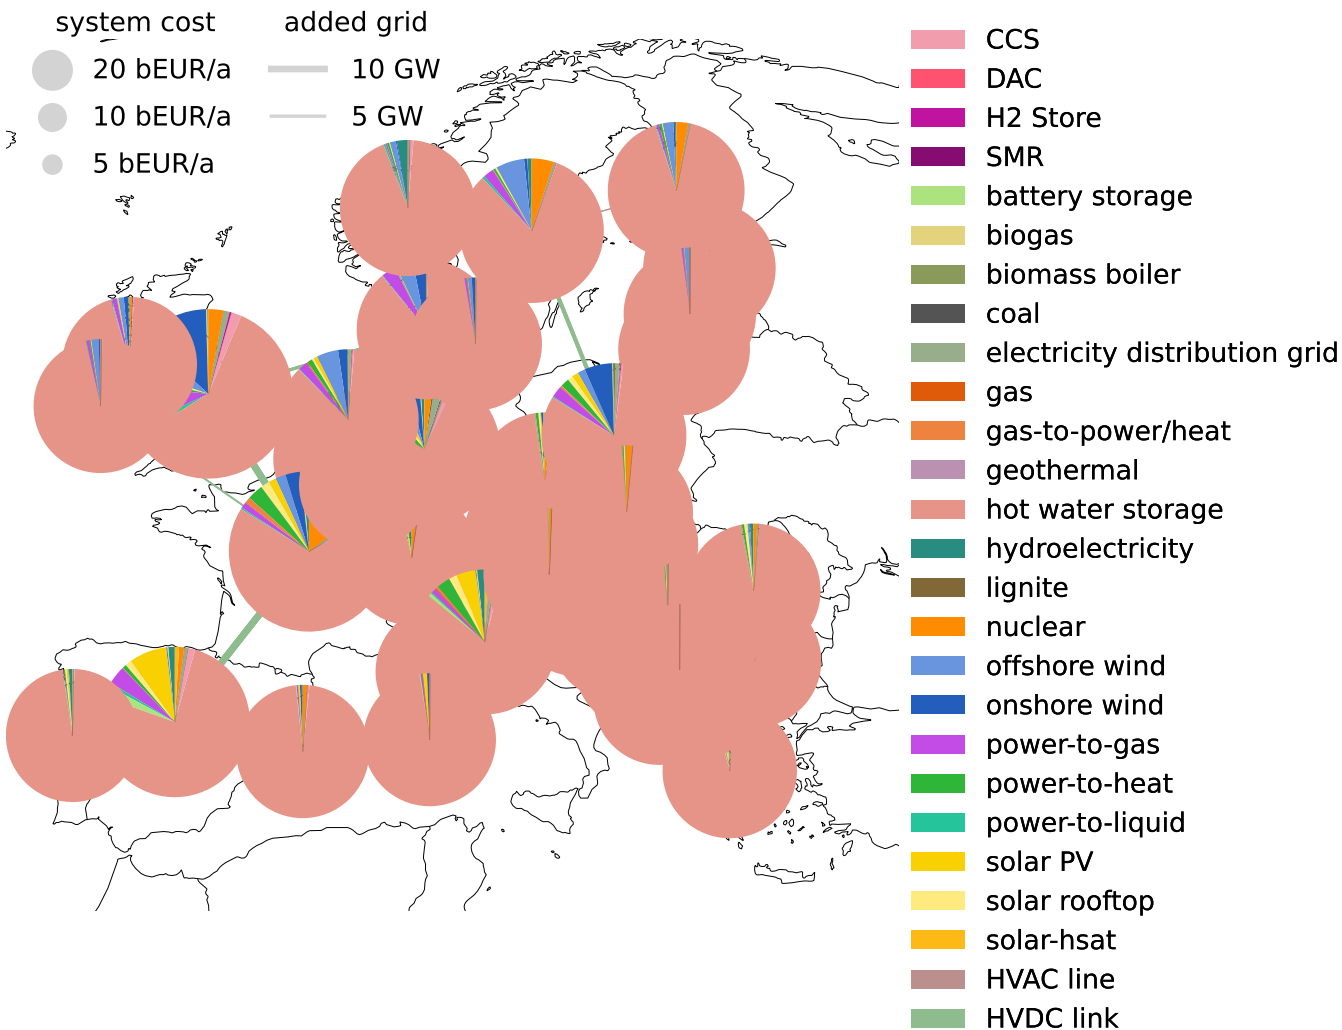 system cost
20 bEUR/a
10 bEUR/a
5 bEUR/a
added grid
10 GW
5 GW
CCS
DAC
H2 Store
SMR
battery storage
biogas
biomass boiler
coal
electricity distribution grid
gas
gas-to-power/heat
geothermal
hot water storage
hydroelectricity
lignite
nuclear
offshore wind
onshore wind
power-to-gas
power-to-heat
power-to-liquid
solar PV
solar rooftop
solar-hsat
HVAC line
HVDC link